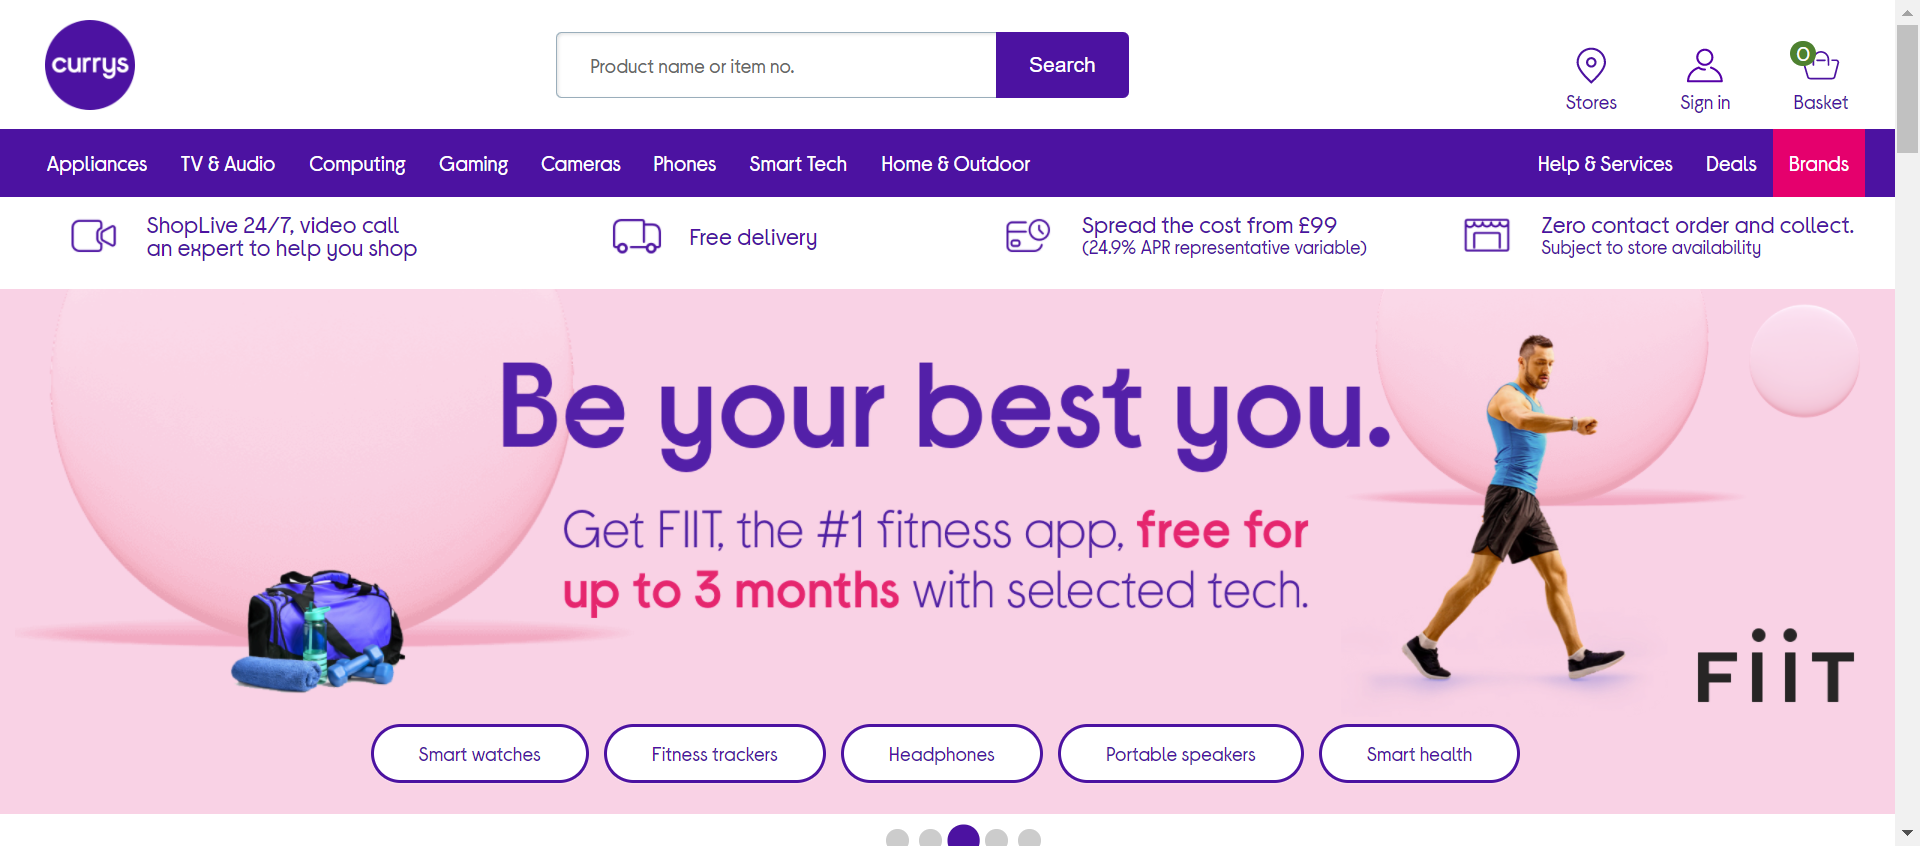 currys
Product name or item no.
Search
Stores
Sign in
0
Basket
Appliances
TV & Audio
Computing
Gaming
Cameras
Phones
Smart Tech
Home & Outdoor
Help & Services
Deals
Brands
ShopLive 24/7, video call
an expert to help you shop
Free delivery
Spread the cost from £99
(24.9% APR representative variable)
Zero contact order and collect.
Subject to store availability
Be your best you.
Get FIIT, the #1 fitness app, free for
up to 3 months with selected tech.
FiiT
Smart watches
Fitness trackers
Headphones
Portable speakers
Smart health